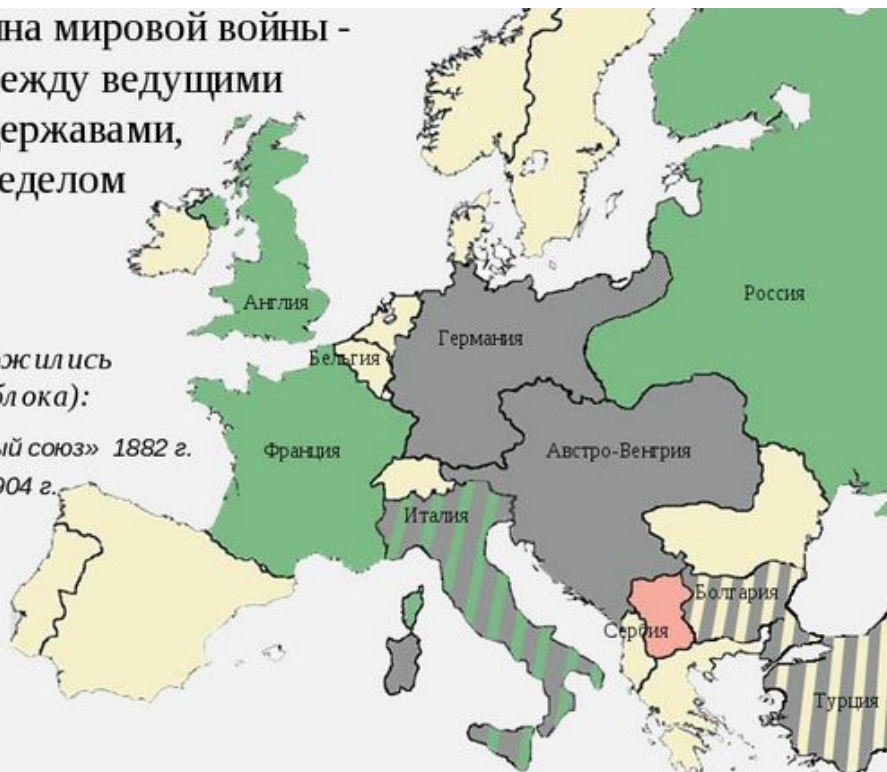 на мировой войны -
ежду ведущими
ержавами,
еделом
жились
блока):
ый союз» 1882 г.
904 г.
Англия
Бельгия
Германия
Россия
Франция
Австро-Венгрия
Италия
Болгария
Сербия
Турция